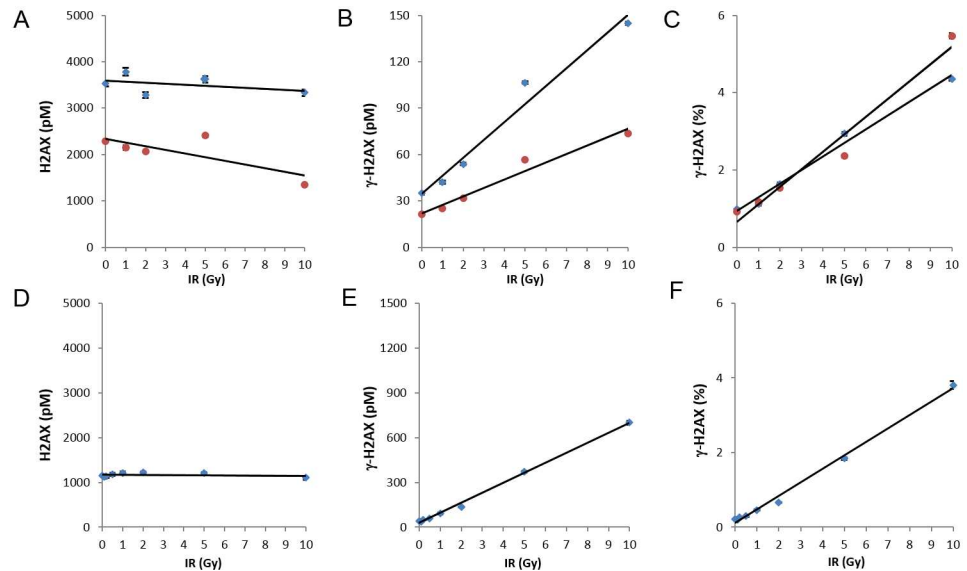 A
H2AX (pM)
5000
4000
3000
2000
1000
0
0 1 2 3 4 5 6 7 8 9 10
IR (Gy)
B
γ-H2AX (pM)
150
120
90
60
30
0
0 1 2 3 4 5 6 7 8 9 10
IR (Gy)
C
γ-H2AX (%)
6
4
2
0
0 1 2 3 4 5 6 7 8 9 10
IR (Gy)
D
H2AX (pM)
5000
4000
3000
2000
1000
0
0 1 2 3 4 5 6 7 8 9 10
IR (Gy)
E
γ-H2AX (pM)
1500
1200
900
600
300
0
0 1 2 3 4 5 6 7 8 9 10
IR (Gy)
F
γ-H2AX (%)
6
4
2
0
0 1 2 3 4 5 6 7 8 9 10
IR (Gy)